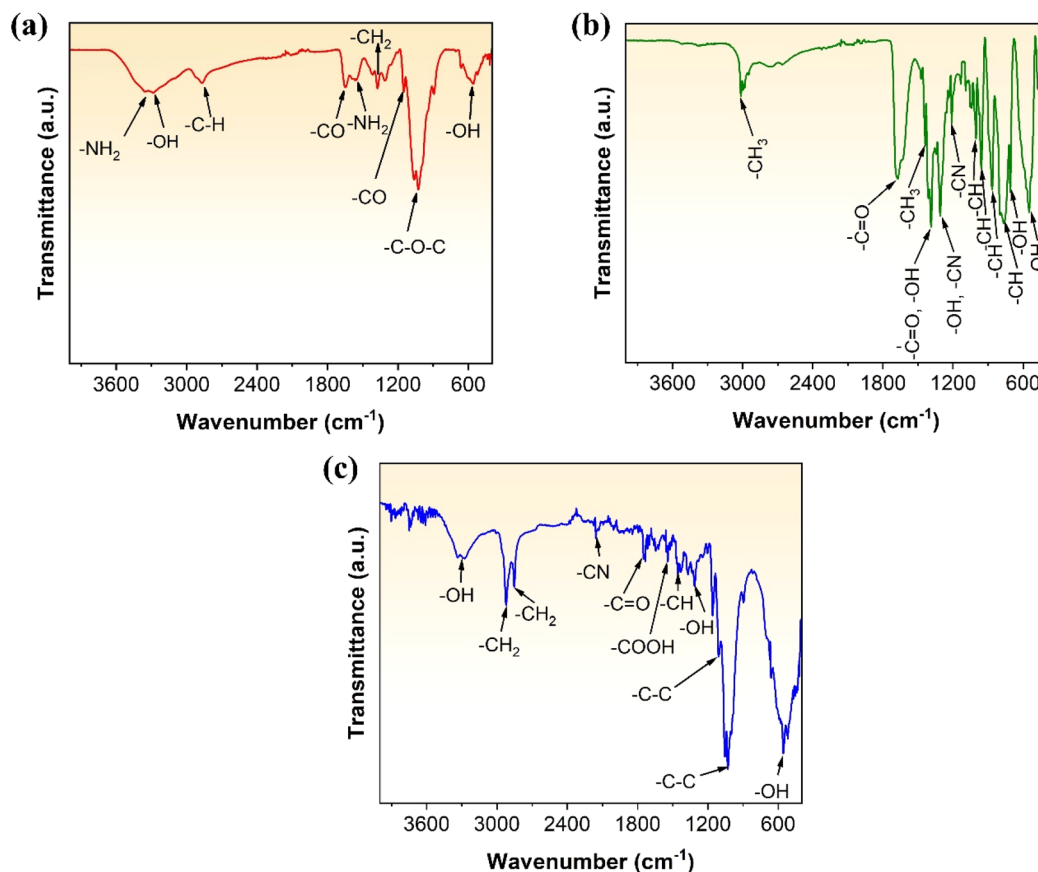 (a)
-CH₂
-NH₂
-OH
-C-H
-CO
-NH₂
-CO
-C-O-C
-OH
Transmittance (a.u.)
3600 3000 2400 1800 1200 600
Wavenumber (cm⁻¹)
(b)
-CH₃
-C=O
-CH₃
-C=O, -OH
-OH, -CN
-CN
-CH
-CH
-CH
-CH
-OH
Transmittance (a.u.)
3600 3000 2400 1800 1200 600
Wavenumber (cm⁻¹)
(c)
-OH
-CH₂
-CH₂
-CN
-C=O
-COOH
-CH
-OH
-C-C
-C-C
-OH
Transmittance (a.u.)
3600 3000 2400 1800 1200 600
Wavenumber (cm⁻¹)